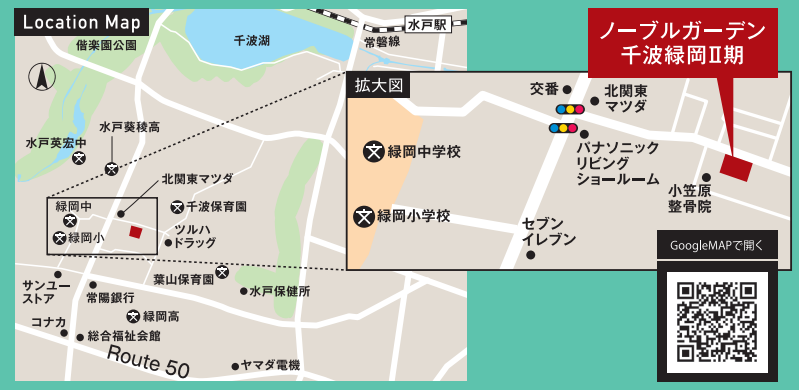 Location Map
偕楽園公園
千波湖
水戸駅
常磐線
ノーブルガーデン
千波緑岡Ⅱ期
拡大図
交番
北関東
マツダ
パナソニック
リビング
ショールーム
緑岡中学校
緑岡小学校
小笠原
整骨院
セブン
イレブン
水戸葵稜高
水戸英宏中
北関東マツダ
緑岡中
緑岡小
千波保育園
ツルハ
ドラッグ
サンユー
ストア
常陽銀行
葉山保育園
水戸保健所
緑岡高
コナカ
総合福祉会館
Route 50
ヤマダ電機
GoogleMAPで開く